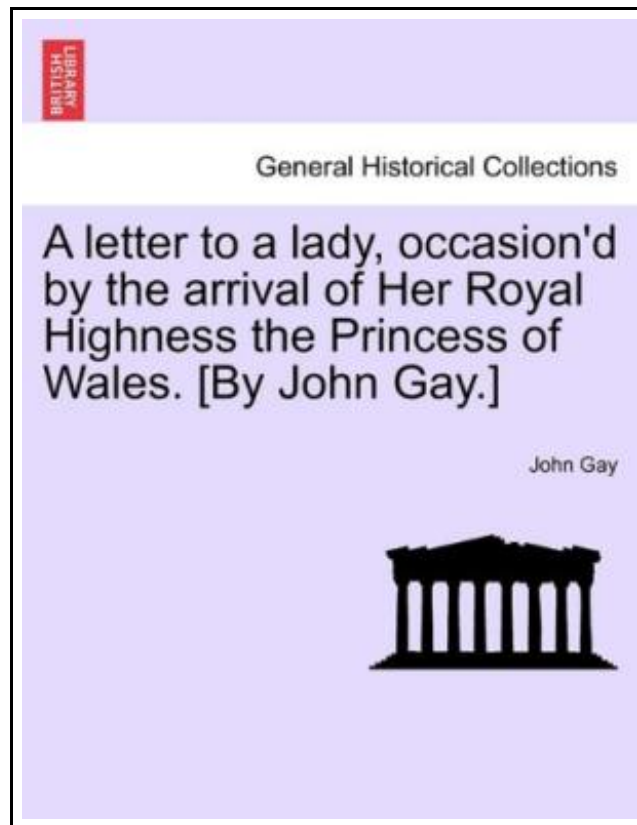 BRITISH
LIBRARY
General Historical Collections
A letter to a lady, occasion'd
by the arrival of Her Royal
Highness the Princess of
Wales. [By John Gay.]
John Gay